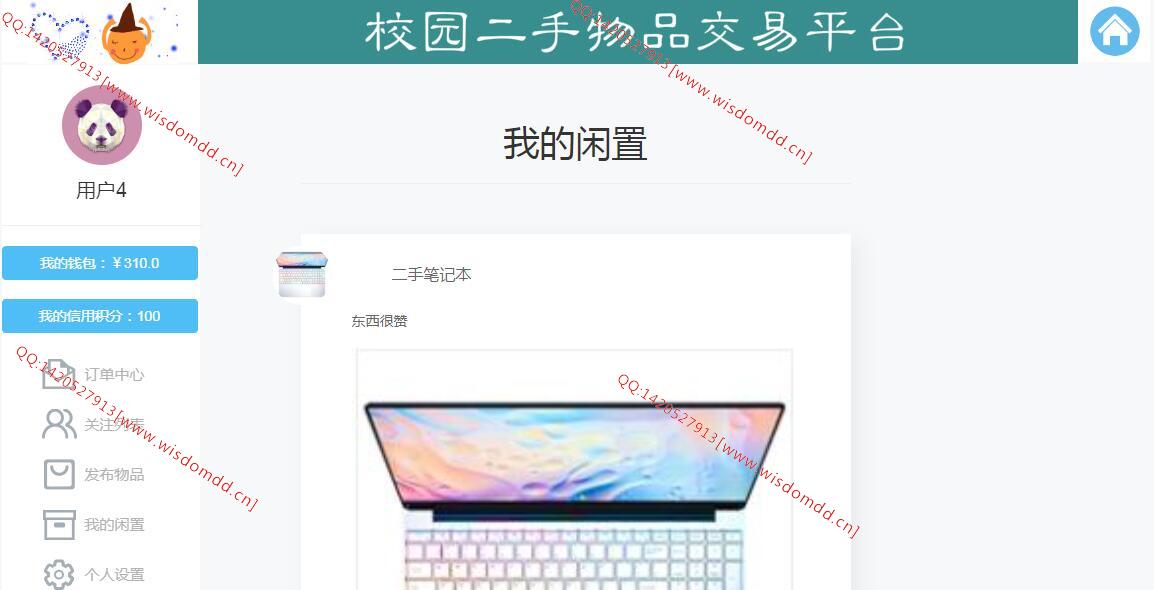 校园二手物品交易平台
QQ:1420527913[www.wisdomdd.cn]
QQ:1420527913[www.wisdomdd.cn]
用户4
我的钱包：￥310.0
我的信用积分：100
订单中心
关注列表
发布物品
我的闲置
个人设置
QQ:1420527913[www.wisdomdd.cn]
我的闲置
二手笔记本
东西很赞
QQ:1420527913[www.wisdomdd.cn]